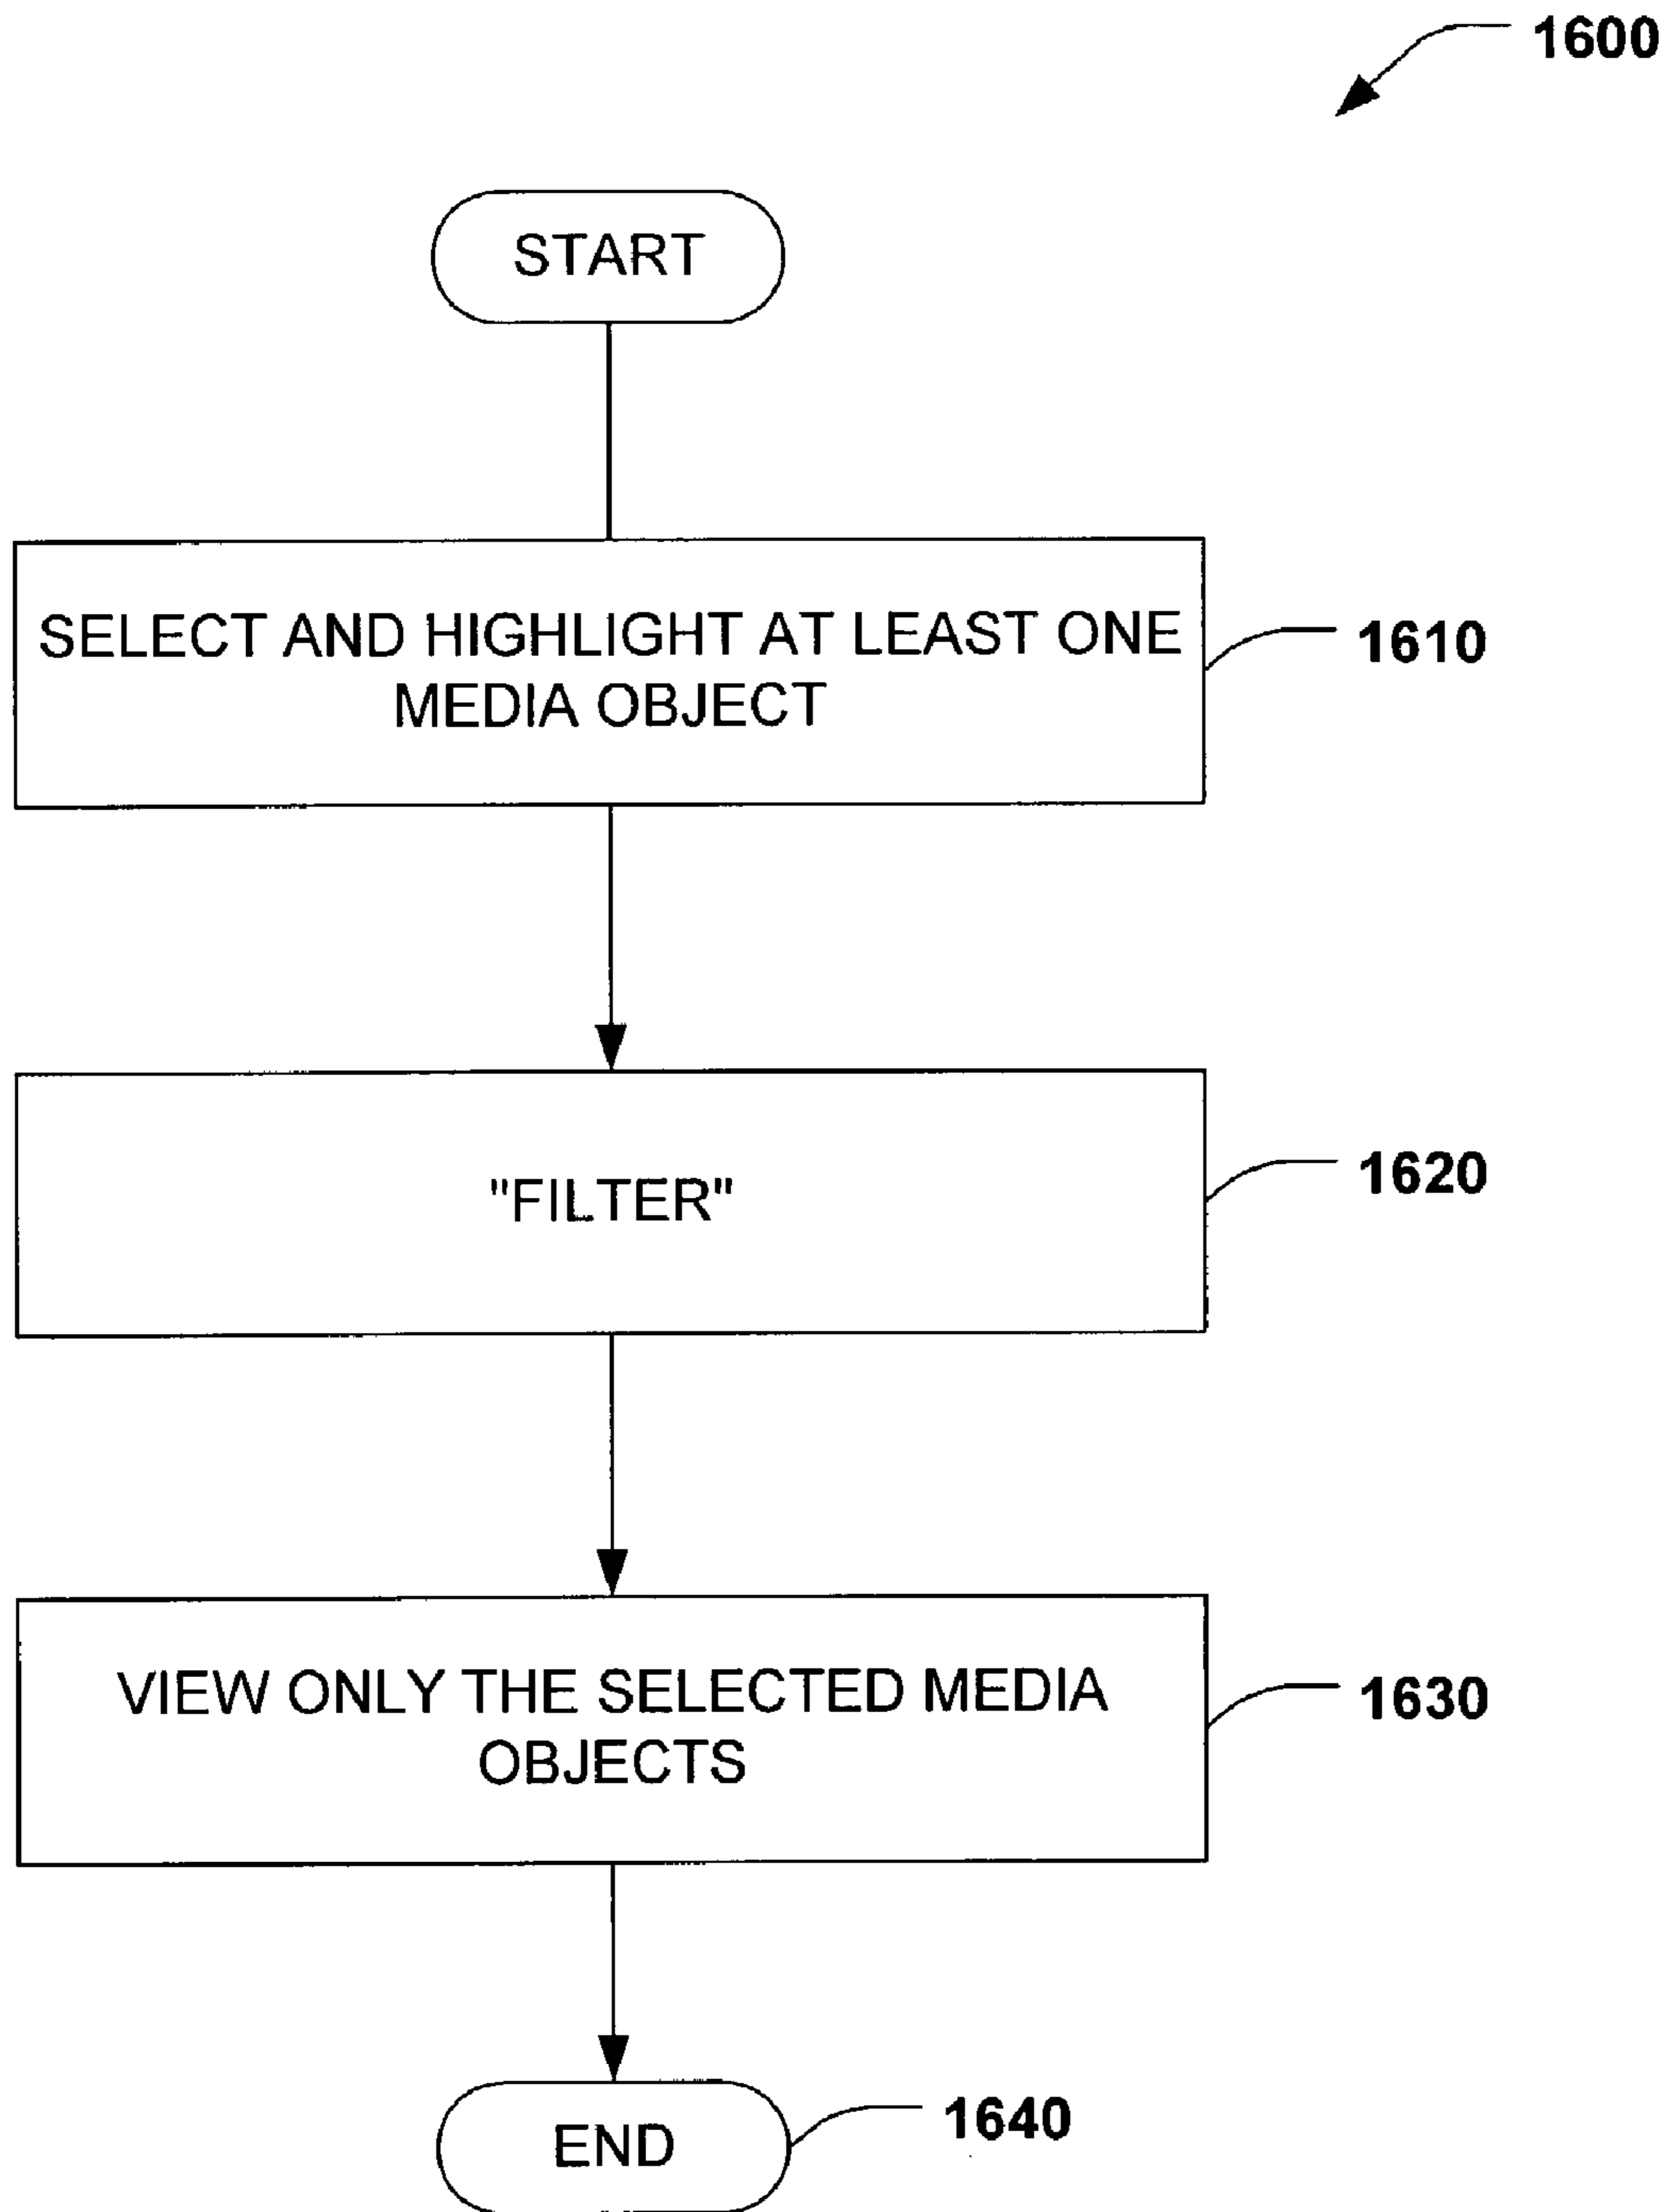 1600
START
SELECT AND HIGHLIGHT AT LEAST ONE
MEDIA OBJECT
1610
"FILTER"
1620
VIEW ONLY THE SELECTED MEDIA
OBJECTS
1630
END
1640